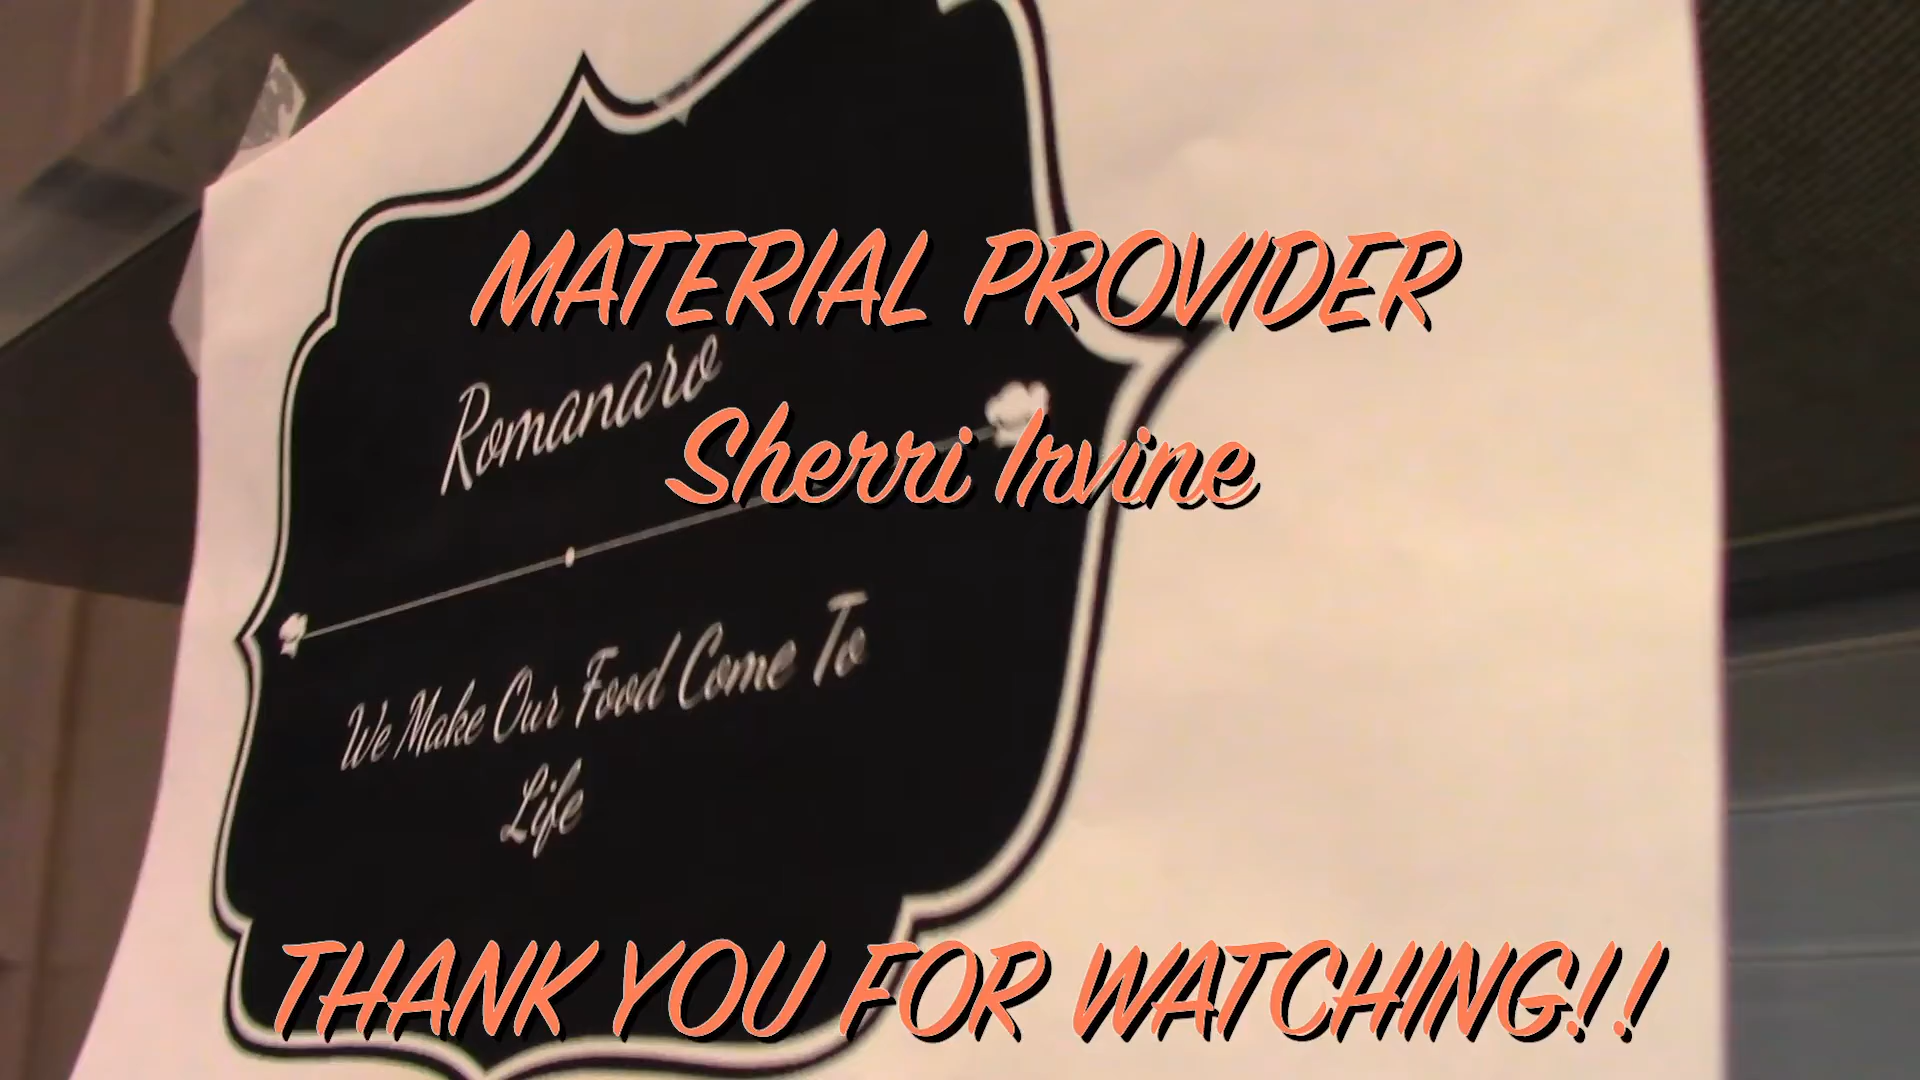 MATERIAL PROVIDER
Romanaro
Sherri Irvine
We Make Our Food Come To
Life
THANK YOU FOR WATCHING!!